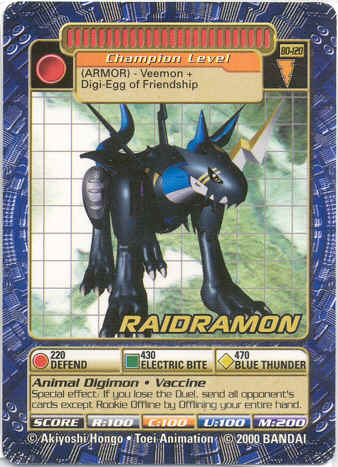 Champion Level
BO-120
(ARMOR) - Veemon +
Digi-Egg of Friendship
RAIDRAMON
220
DEFEND
430
ELECTRIC BITE
470
BLUE THUNDER
Animal Digimon • Vaccine
Special effect: If you lose the Duel, send all opponent's
cards except Rookie Offline by Offlining your entire hand.
SCORE R:100 C:100 U:100 M:200
© Akiyoshi Hongo • Toei Animation • © 2000 BANDAI